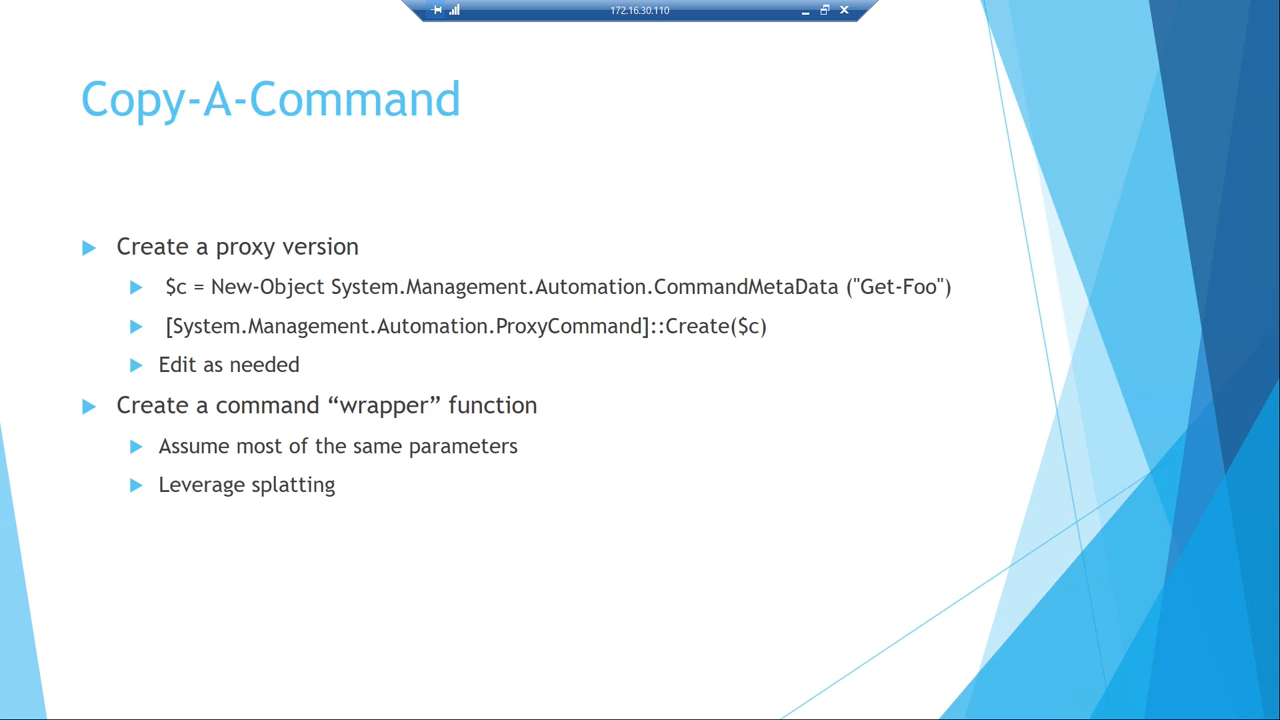 172.16.30.110
Copy-A-Command
Create a proxy version
$c = New-Object System.Management.Automation.CommandMetaData ("Get-Foo")
[System.Management.Automation.ProxyCommand]::Create($c)
Edit as needed
Create a command “wrapper” function
Assume most of the same parameters
Leverage splatting